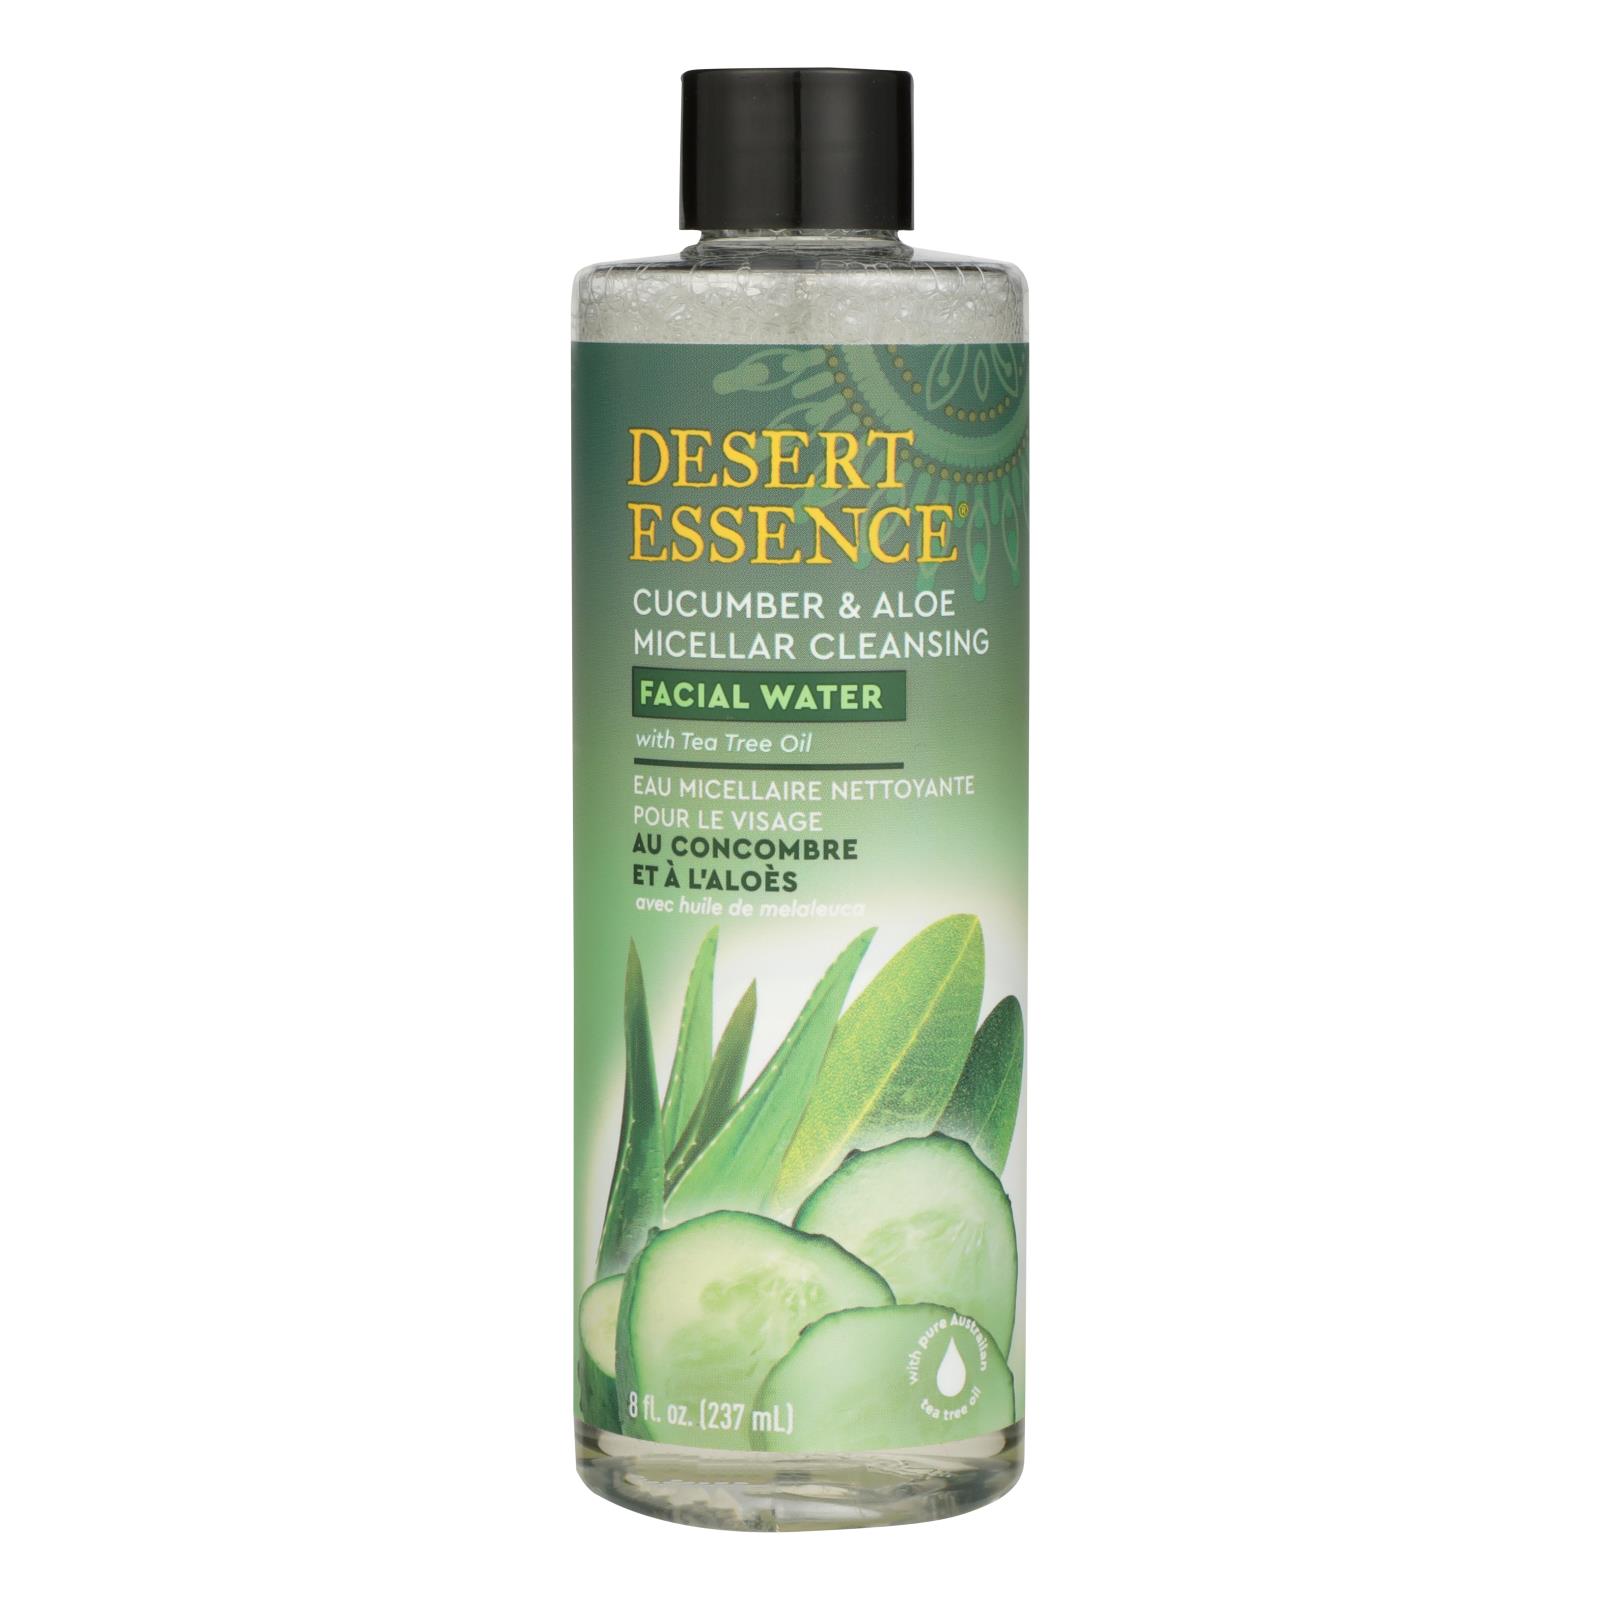 DESERT
ESSENCE®
CUCUMBER & ALOE
MICELLAR CLEANSING
FACIAL WATER
with Tea Tree Oil
EAU MICELLAIRE NETTOYANTE
POUR LE VISAGE
AU CONCOMBRE
ET À L'ALOÈS
avec huile de melaleuca
with pure Australian
tea tree oil
8 fl. oz. (237 mL)